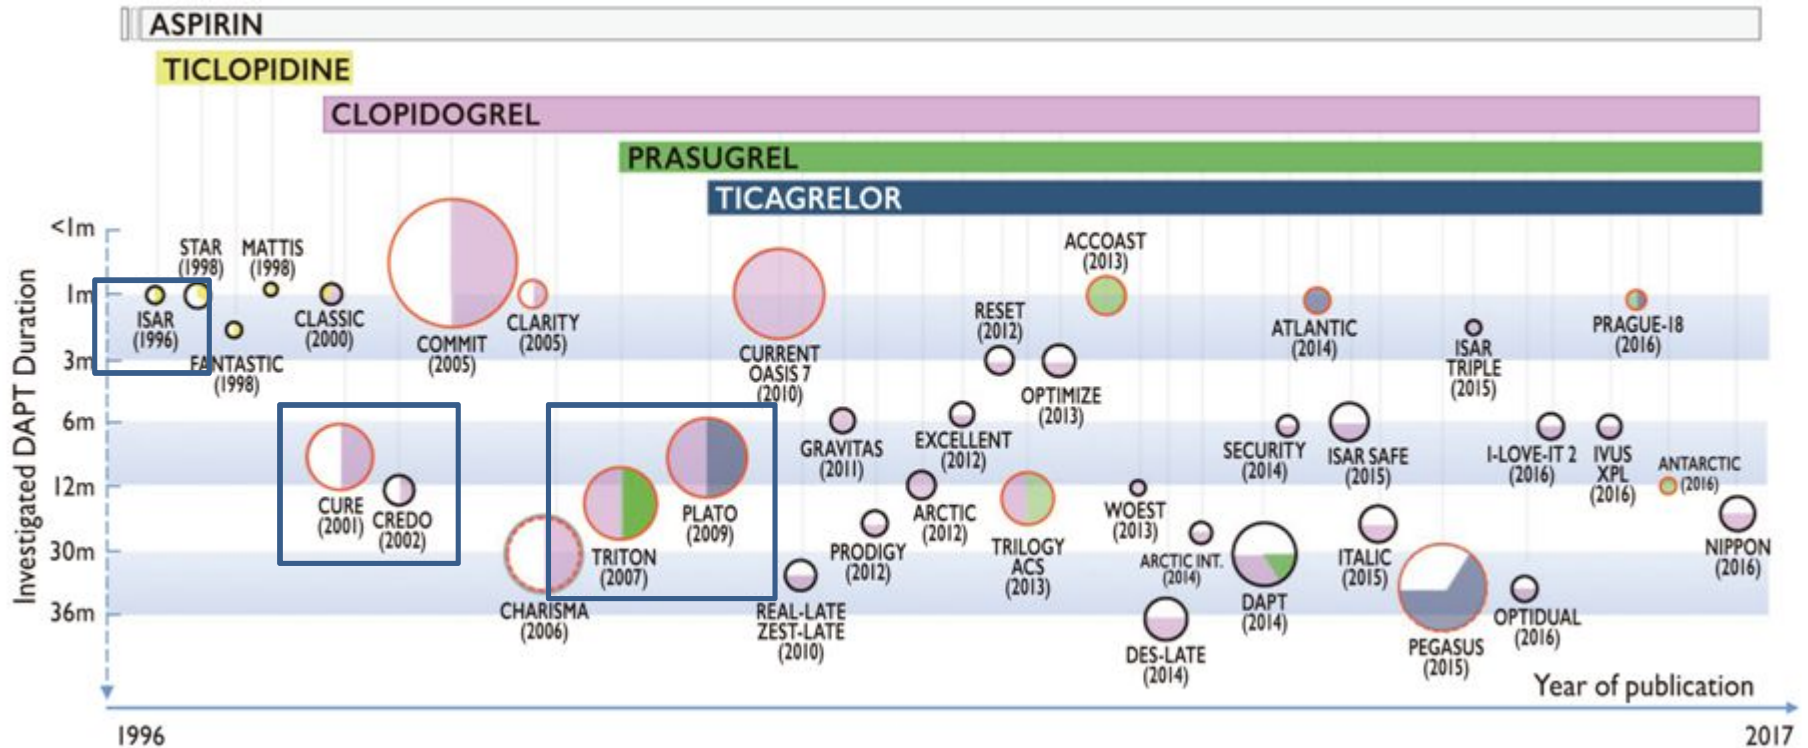 ASPIRIN
TICLOPIDINE
CLOPIDOGREL
PRASUGREL
TICAGRELOR
Investigated DAPT Duration
<1m
1m
3m
6m
12m
30m
36m
ISAR
(1996)
STAR
(1998)
FANTASTIC
(1998)
MATTIS
(1998)
CLASSIC
(2000)
COMMIT
(2005)
CLARITY
(2005)
CURE
(2001)
CREDO
(2002)
CHARISMA
(2006)
TRITON
(2007)
PLATO
(2009)
CURRENT
OASIS 7
(2010)
REAL-LATE
ZEST-LATE
(2010)
GRAVITAS
(2011)
PRODIGY
(2012)
ARCTIC
(2012)
EXCELLENT
(2012)
RESET
(2012)
OPTIMIZE
(2013)
TRILOGY
ACS
(2013)
ACCOAST
(2013)
WOEST
(2013)
DES-LATE
(2014)
ARCTIC INT.
(2014)
DAPT
(2014)
SECURITY
(2014)
ATLANTIC
(2014)
ISAR SAFE
(2015)
ITALIC
(2015)
PEGASUS
(2015)
ISAR
TRIPLE
(2015)
OPTIDUAL
(2016)
I-LOVE-IT 2
(2016)
IVUS
XPL
(2016)
PRAGUE-18
(2016)
ANTARCTIC
(2016)
NIPPON
(2016)
Year of publication
1996
2017